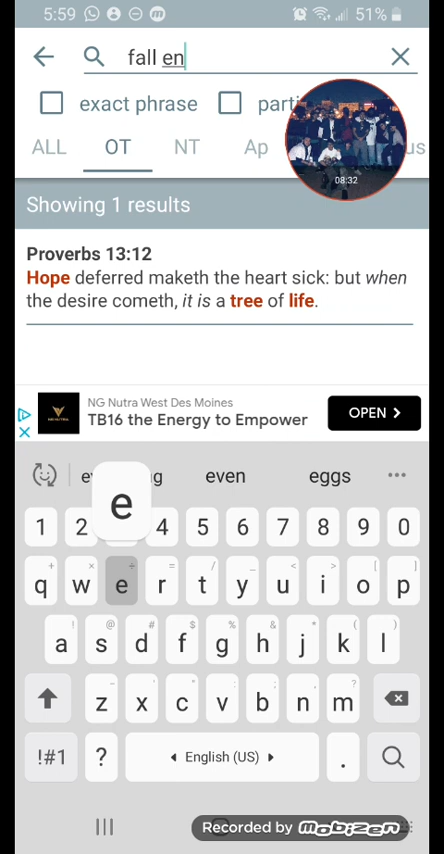 5:59 51%
fall en
exact phrase
ALL OT NT Ap us
08:32
Showing 1 results
Proverbs 13:12
Hope deferred maketh the heart sick: but when
the desire cometh, it is a tree of life.
NG Nutra West Des Moines
TB16 the Energy to Empower
OPEN >
even eggs
e
1 2 4 5 6 7 8 9 0
q w e r t y u i o p
a s d f g h j k l
z x c v b n m
!#1 ? English (US) .
Recorded by Mobizen